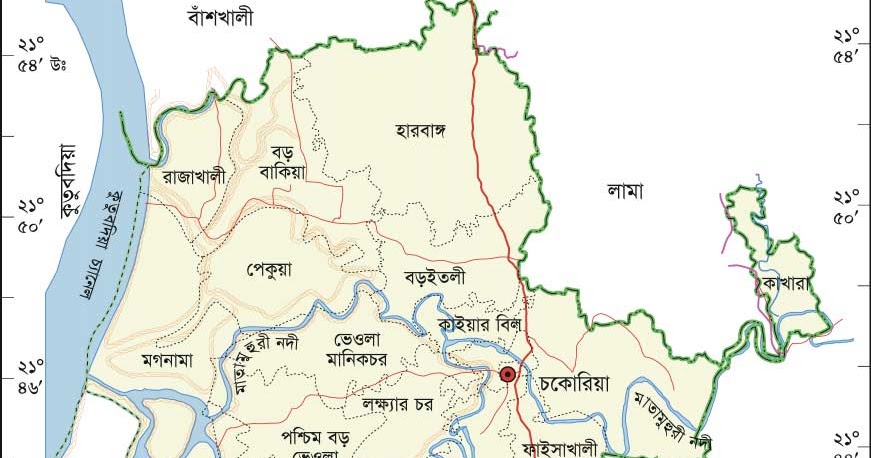 বাঁশখালী
২১°
৫৪′ উঃ
২১°
৫৪′
হারবাঙ্গ
বড়
বাকিয়া
রাজাখালী
কুতুবদিয়া
কুতুবদিয়া চ্যানেল
লামা
২১°
৫০′
২১°
৫০′
পেকুয়া
বড়ইতলী
কাখারা
কাইয়ার বিল
মাতামুহুরী নদী
ভেওলা
মানিকচর
মগনামা
২১°
৪৬′
চকোরিয়া
লক্ষ্যার চর
মাতামুহুরী নদী
পশ্চিম বড়
ভেওলা
ফাইসাখালী
২১°